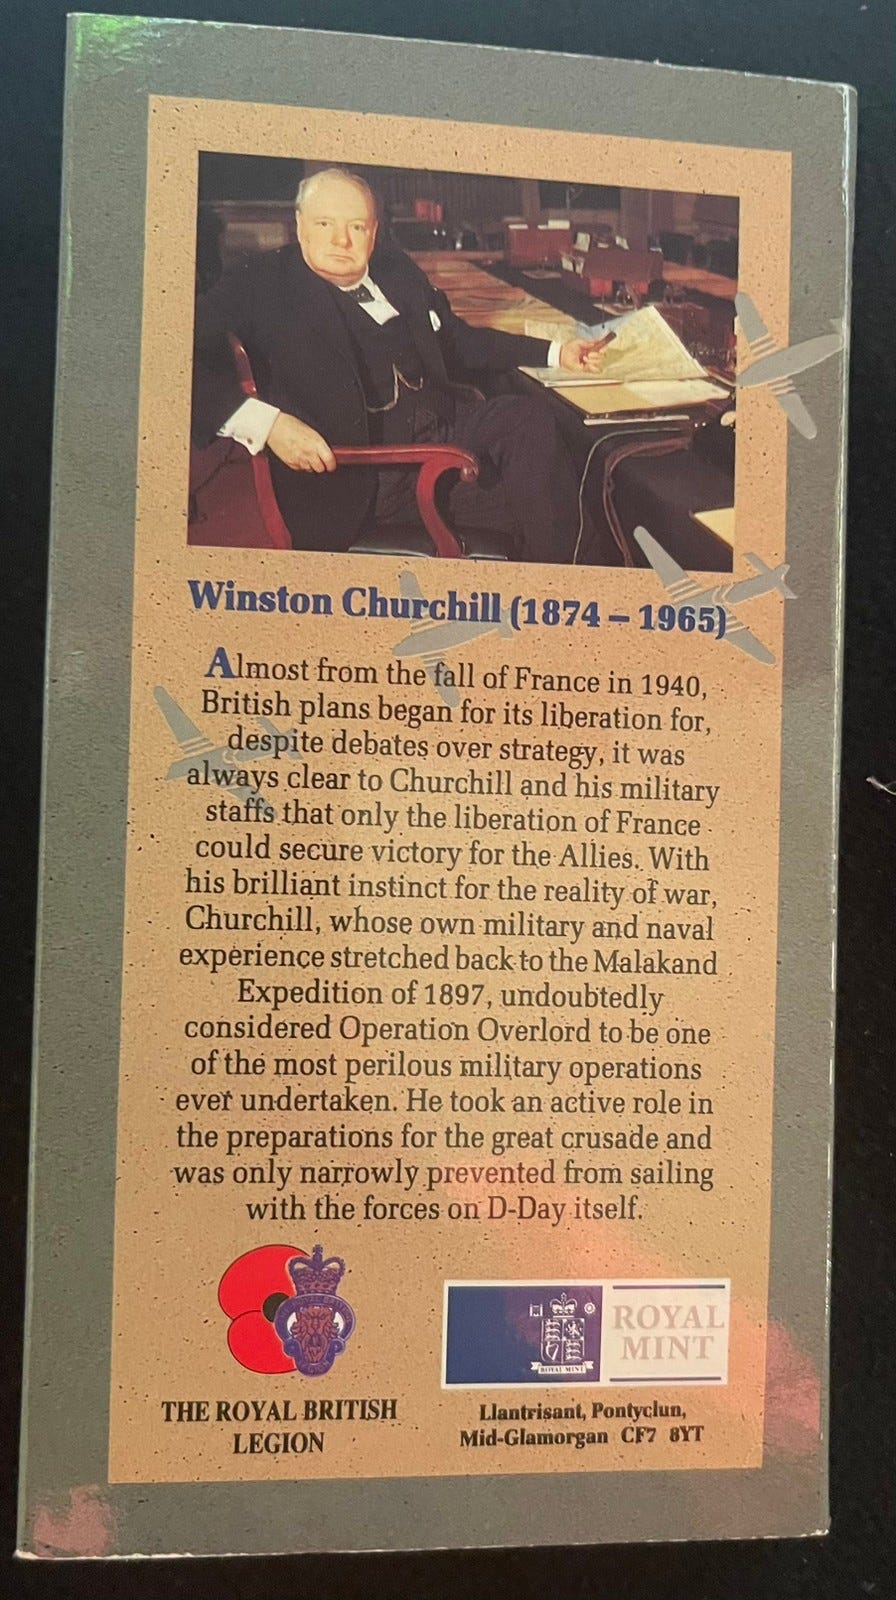 Winston Churchill (1874 – 1965)
Almost from the fall of France in 1940,
British plans began for its liberation for,
despite debates over strategy, it was
always clear to Churchill and his military
staffs that only the liberation of France
could secure victory for the Allies. With
his brilliant instinct for the reality of war,
Churchill, whose own military and naval
experience stretched back to the Malakand
Expedition of 1897, undoubtedly
considered Operation Overlord to be one
of the most perilous military operations
ever undertaken. He took an active role in
the preparations for the great crusade and
was only narrowly prevented from sailing
with the forces on D-Day itself.
THE ROYAL BRITISH
LEGION
ROYAL MINT
ROYAL
MINT
Llantrisant, Pontyclun,
Mid-Glamorgan CF7 8YT